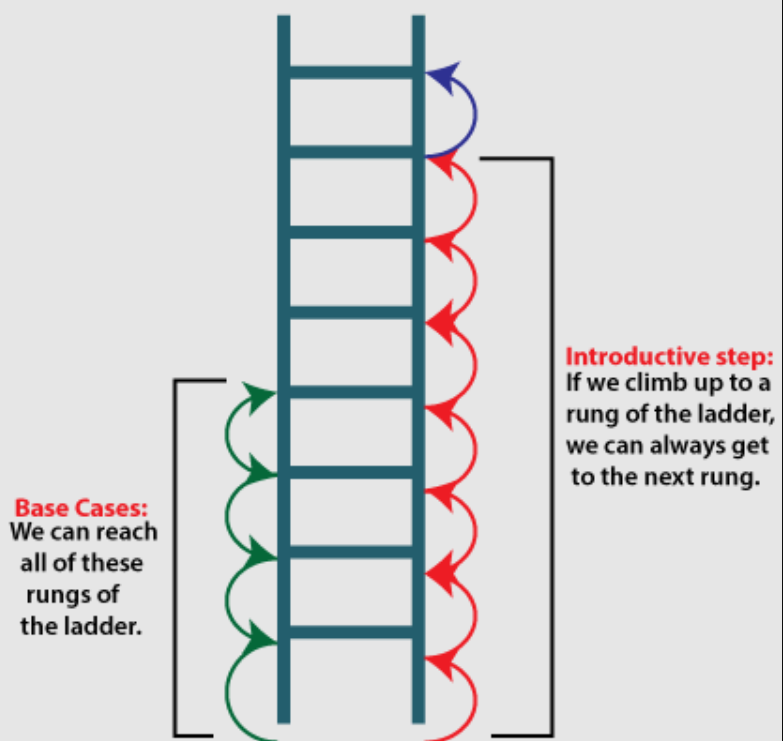 Base Cases:
We can reach
all of these
rungs of
the ladder.
Introductive step:
If we climb up to a
rung of the ladder,
we can always get
to the next rung.